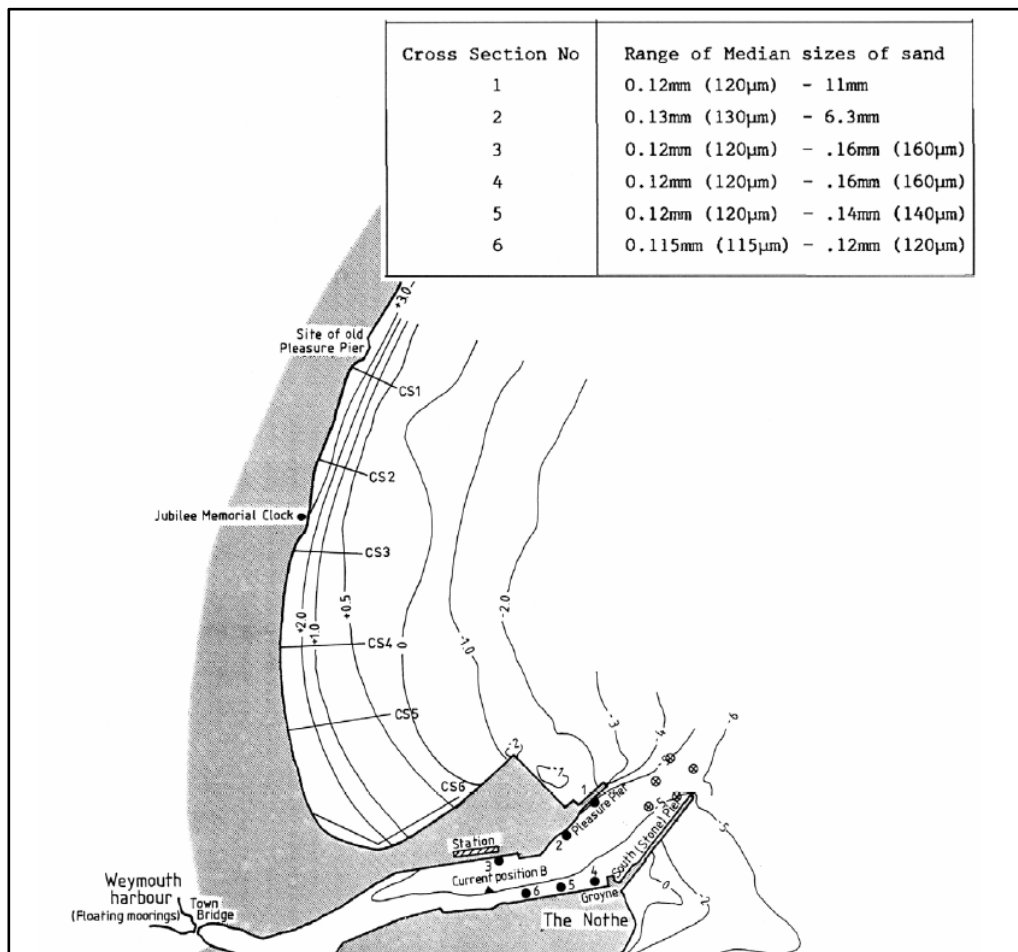 Cross Section No Range of Median sizes of sand
1 0.12mm (120µm) - 11mm
2 0.13mm (130µm) - 6.3mm
3 0.12mm (120µm) - .16mm (160µm)
4 0.12mm (120µm) - .16mm (160µm)
5 0.12mm (120µm) - .14mm (140µm)
6 0.115mm (115µm) - .12mm (120µm)
+3.0
Site of old
Pleasure Pier
CS1
CS2
Jubilee Memorial Clock
CS3
+2.0
+1.0
+0.5
0
-1.0
-2.0
CS4
CS5
-3
-4
-6
CS6
-2
1
Pleasure Pier
2
-5
South (Stone) Pier
-5
Station
3
Current position B
4
5
6
Groyne
0
-2
Weymouth
harbour
(Floating moorings)
Town
Bridge
The Nothe